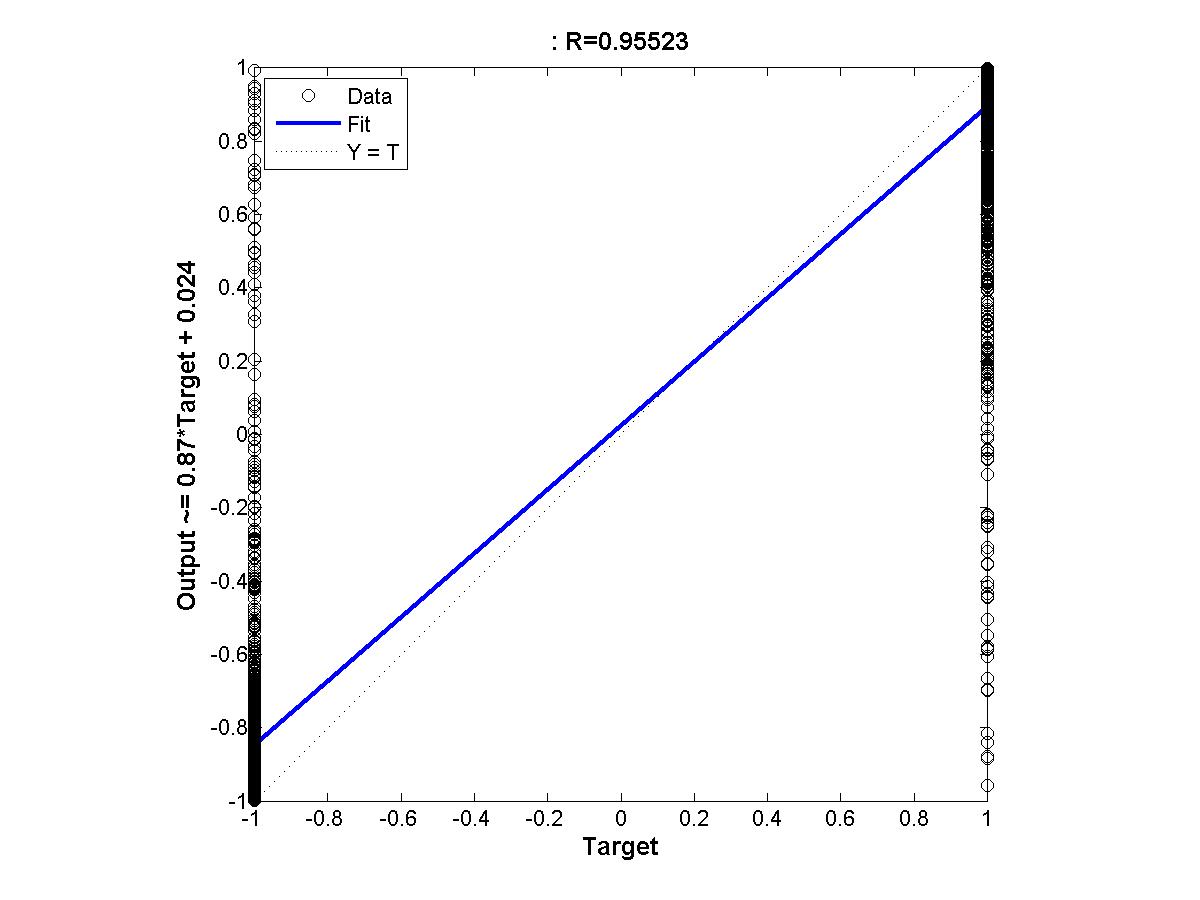 : R=0.95523
Data
Fit
Y = T
1
0.8
0.6
0.4
0.2
0
-0.2
-0.4
-0.6
-0.8
-1
Output ~= 0.87*Target + 0.024
-1 -0.8 -0.6 -0.4 -0.2 0 0.2 0.4 0.6 0.8 1
Target